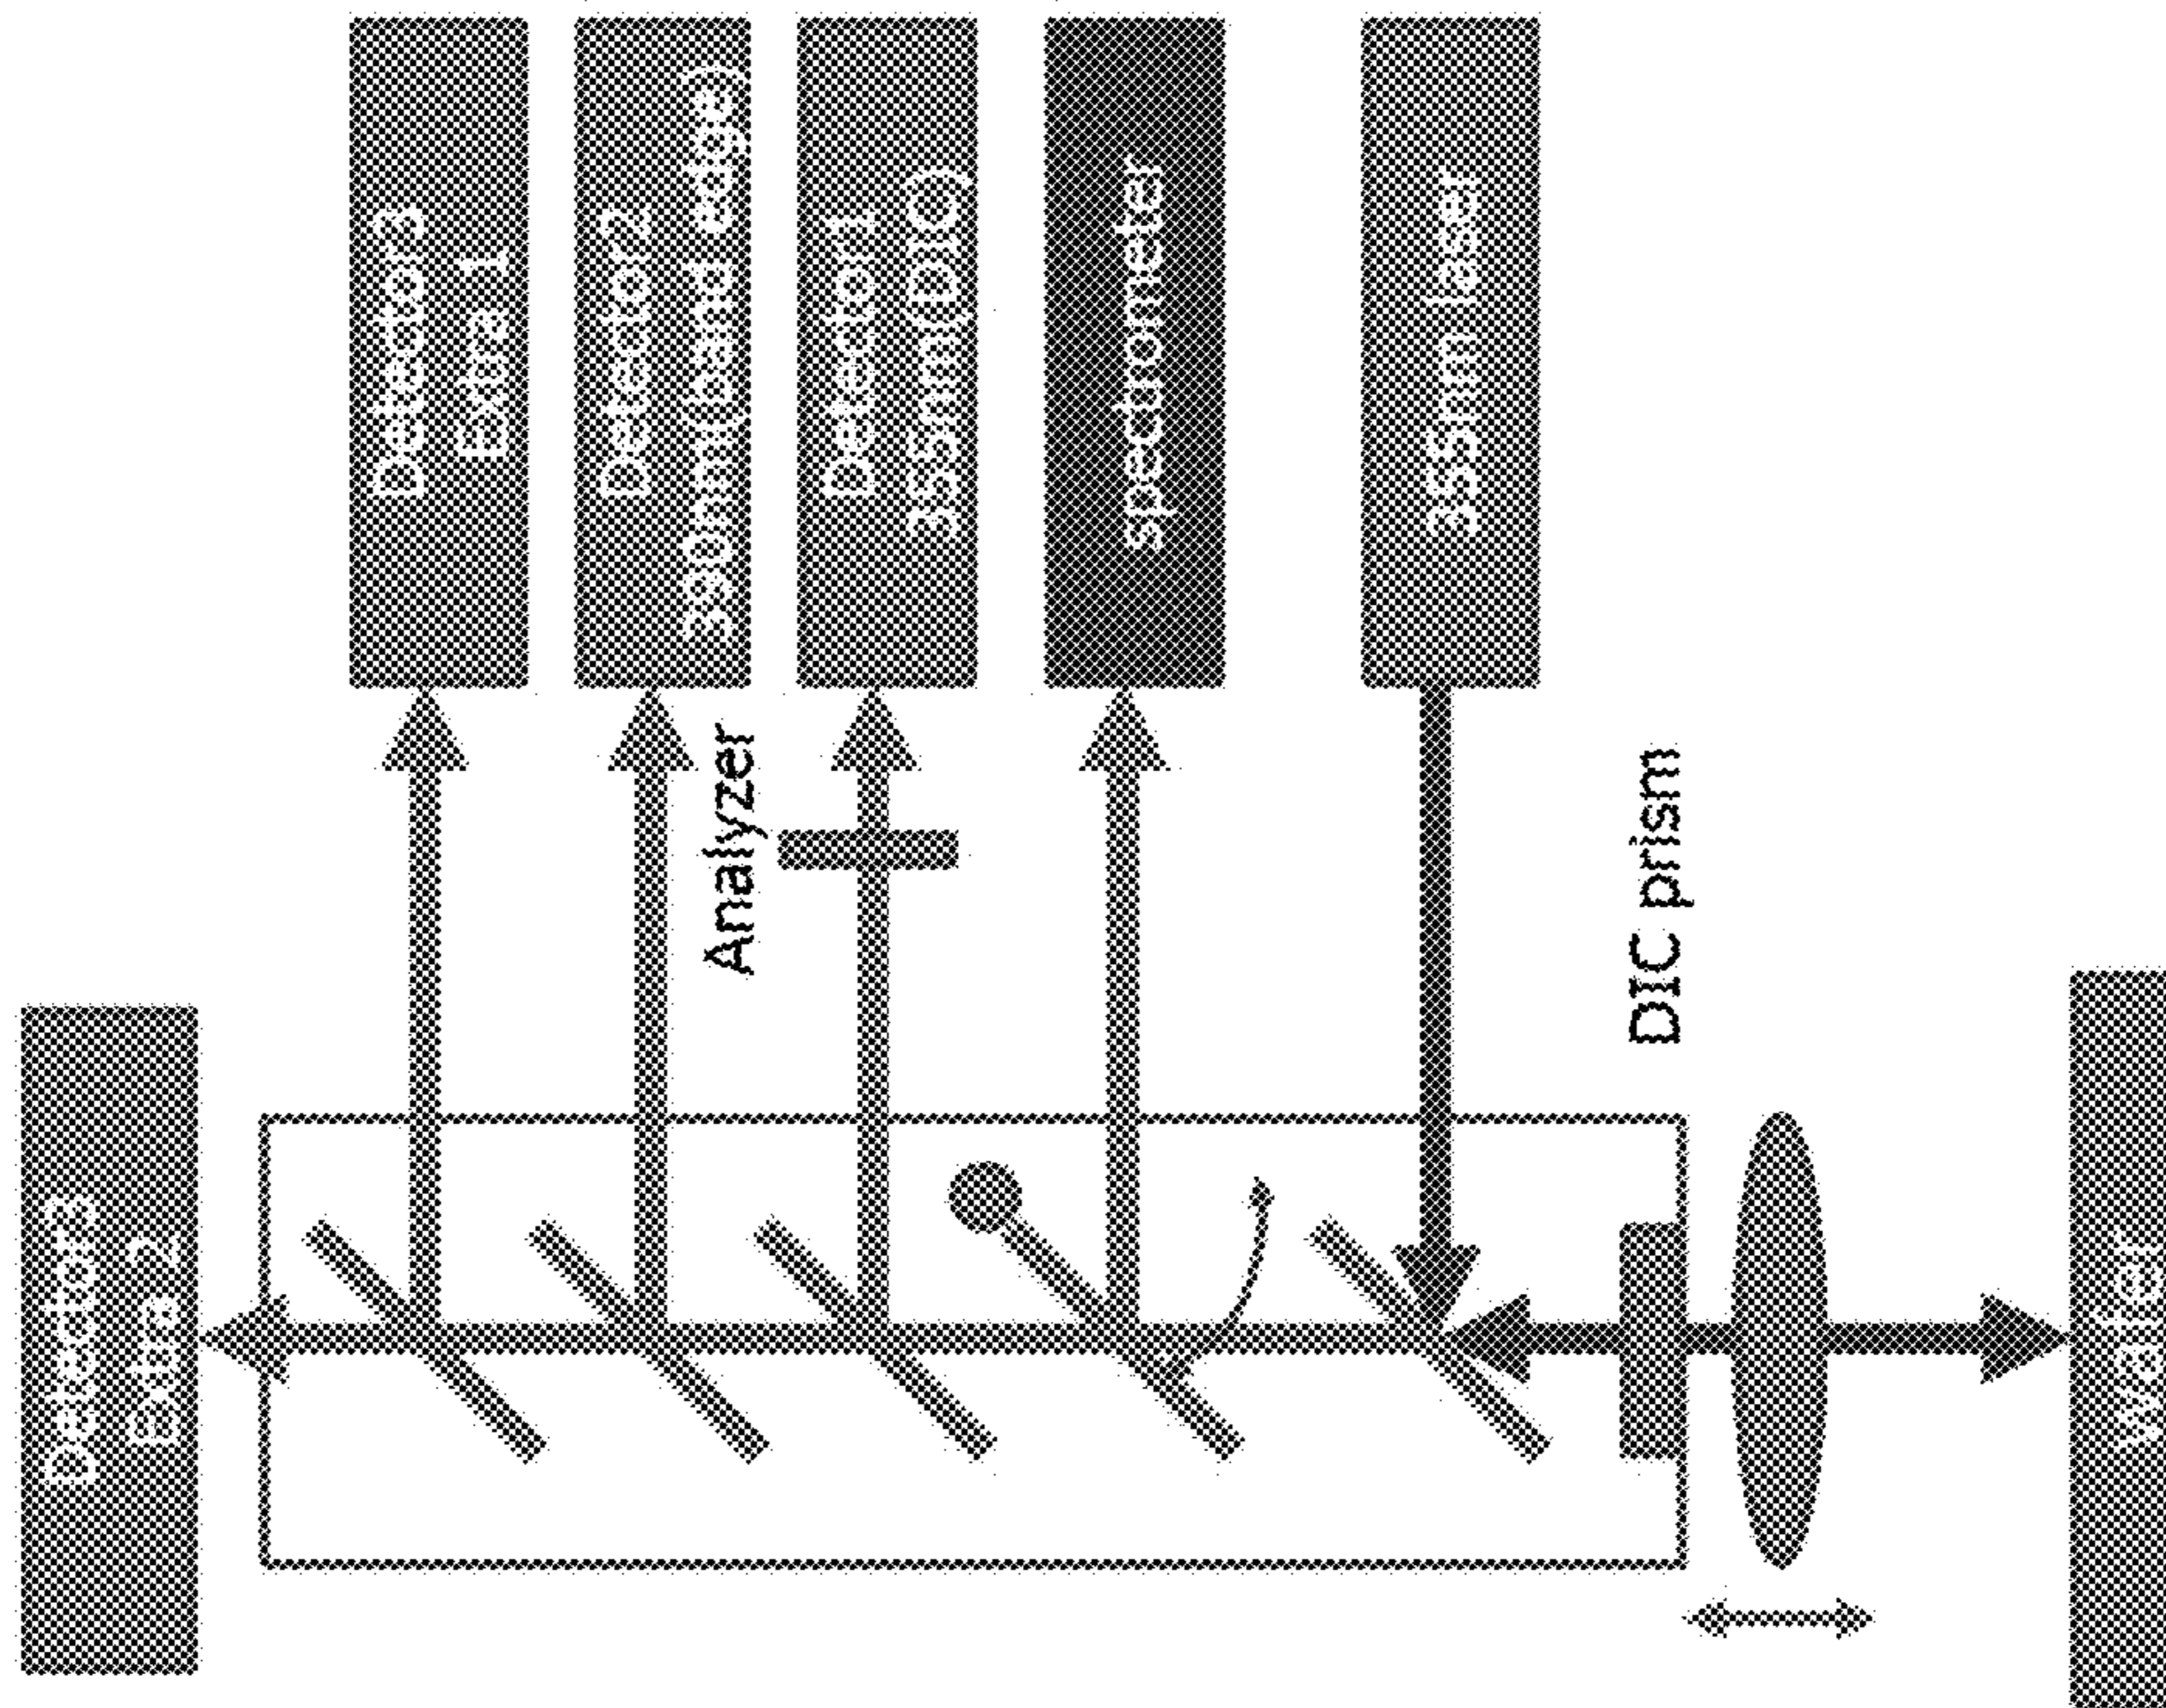 Detector3
Extra 1
Detector2
390nm(band edge)
Detector1
355nm(DIC)
spectrometer
355nm laser
Analyzer
DIC prism
Detector3
Extra 2
wafer